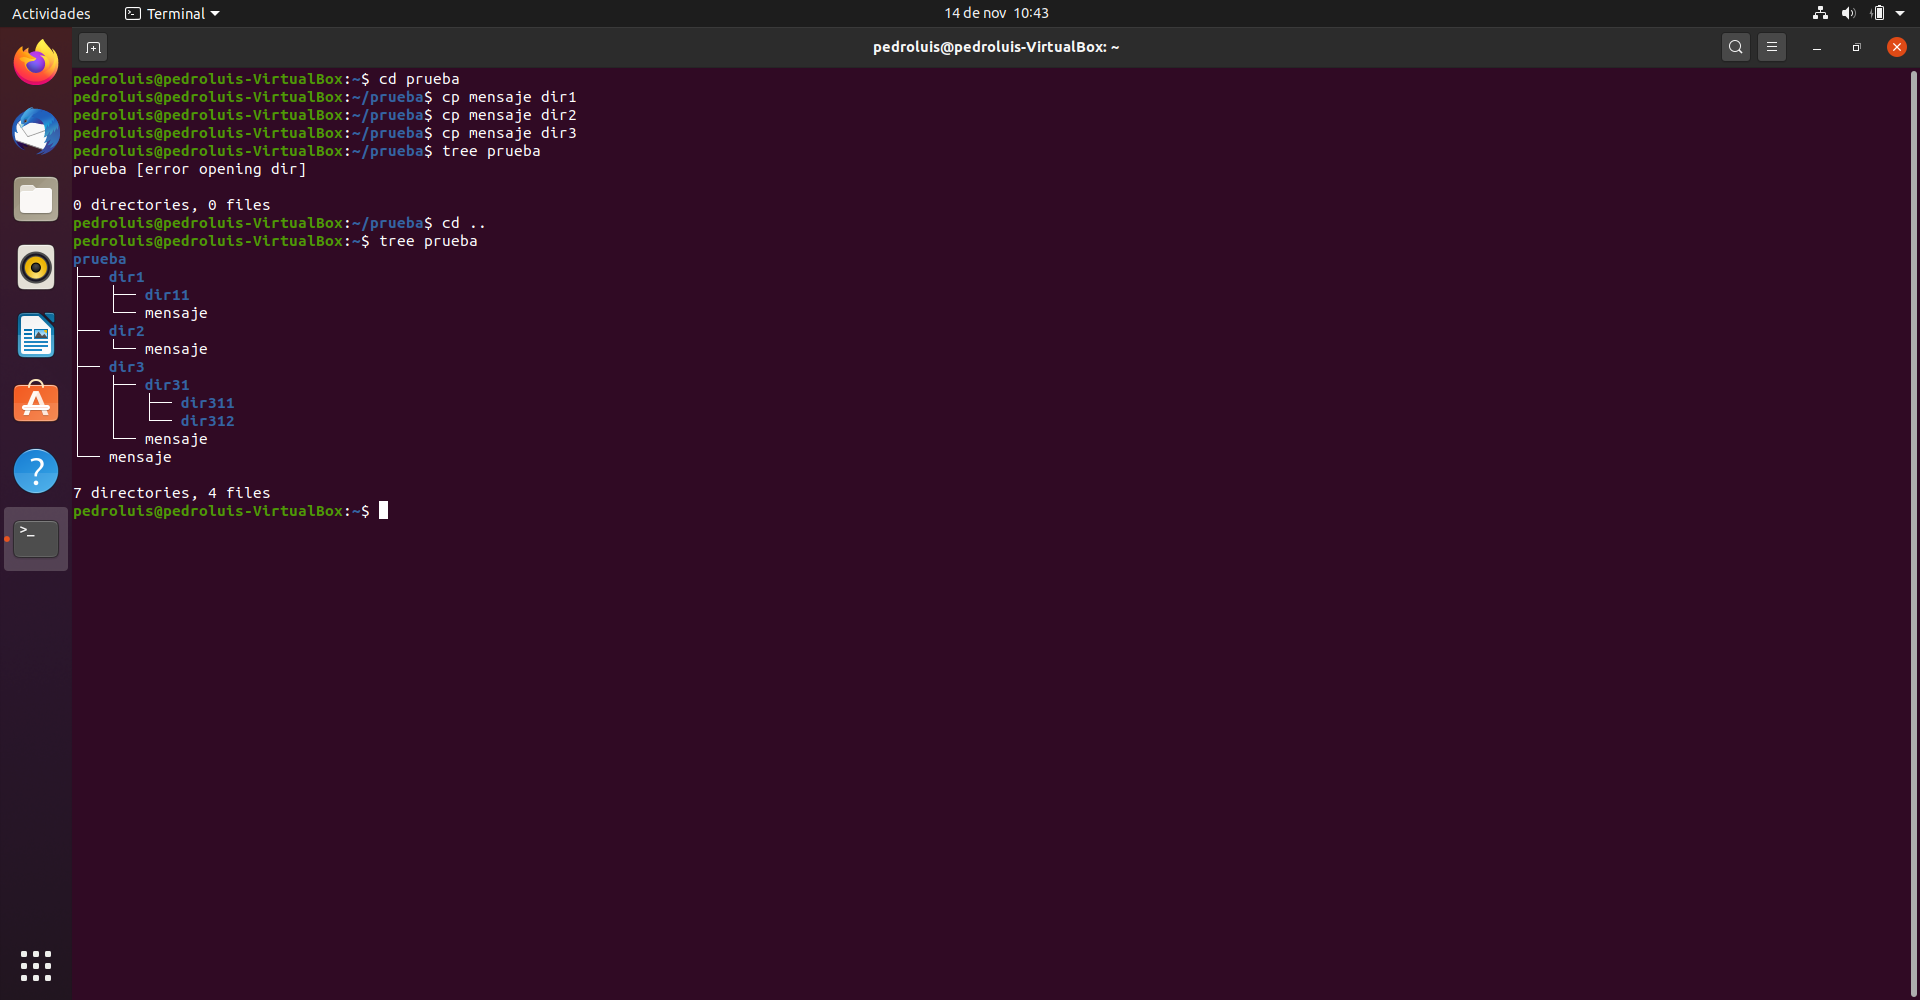 Actividades Terminal 14 de nov 10:43
pedroluis@pedroluis-VirtualBox: ~
pedroluis@pedroluis-VirtualBox:~$ cd prueba
pedroluis@pedroluis-VirtualBox:~/prueba$ cp mensaje dir1
pedroluis@pedroluis-VirtualBox:~/prueba$ cp mensaje dir2
pedroluis@pedroluis-VirtualBox:~/prueba$ cp mensaje dir3
pedroluis@pedroluis-VirtualBox:~/prueba$ tree prueba
prueba [error opening dir]

0 directories, 0 files
pedroluis@pedroluis-VirtualBox:~/prueba$ cd ..
pedroluis@pedroluis-VirtualBox:~$ tree prueba
prueba
├── dir1
│   ├── dir11
│   └── mensaje
├── dir2
│   └── mensaje
├── dir3
│   ├── dir31
│   │   ├── dir311
│   │   └── dir312
│   └── mensaje
└── mensaje

7 directories, 4 files
pedroluis@pedroluis-VirtualBox:~$